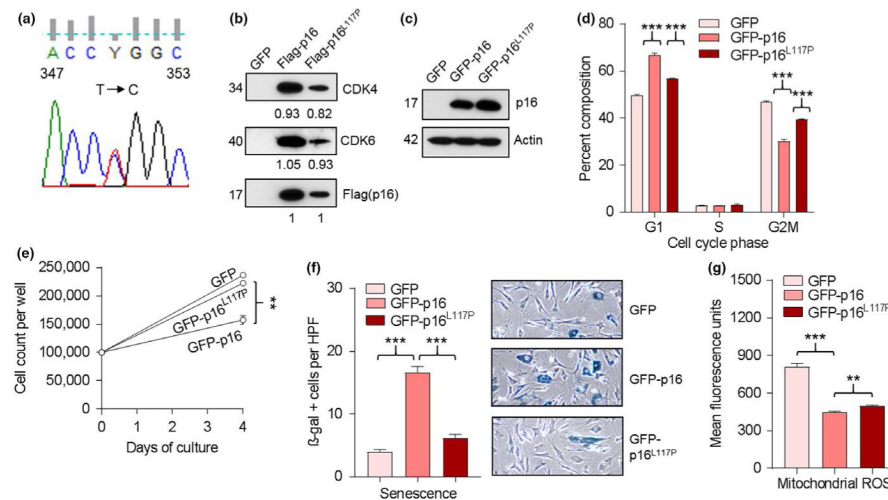 (a)
ACCYGGC
347 353
T→C
(b)
GFP
Flag-p16
Flag-p16L117P
34 CDK4
0.93 0.82
40 CDK6
1.05 0.93
17 Flag(p16)
1 1
(c)
GFP
GFP-p16
GFP-p16L117P
17 p16
42 Actin
(d)
GFP
GFP-p16
GFP-p16L117P
Percent composition
80
60
40
20
0
*** ***
***
***
G1 S G2M
Cell cycle phase
(e)
Cell count per well
250,000
200,000
150,000
100,000
50,000
0
GFP
GFP-p16L117P
GFP-p16
**
0 1 2 3 4
Days of culture
(f)
ß-gal + cells per HPF
30
20
10
0
GFP
GFP-p16
GFP-p16L117P
*** ***
Senescence
GFP
GFP-p16
GFP-
p16L117P
(g)
GFP
GFP-p16
GFP-p16L117P
Mean fluorescence units
1500
1200
900
600
300
0
***
**
Mitochondrial ROS